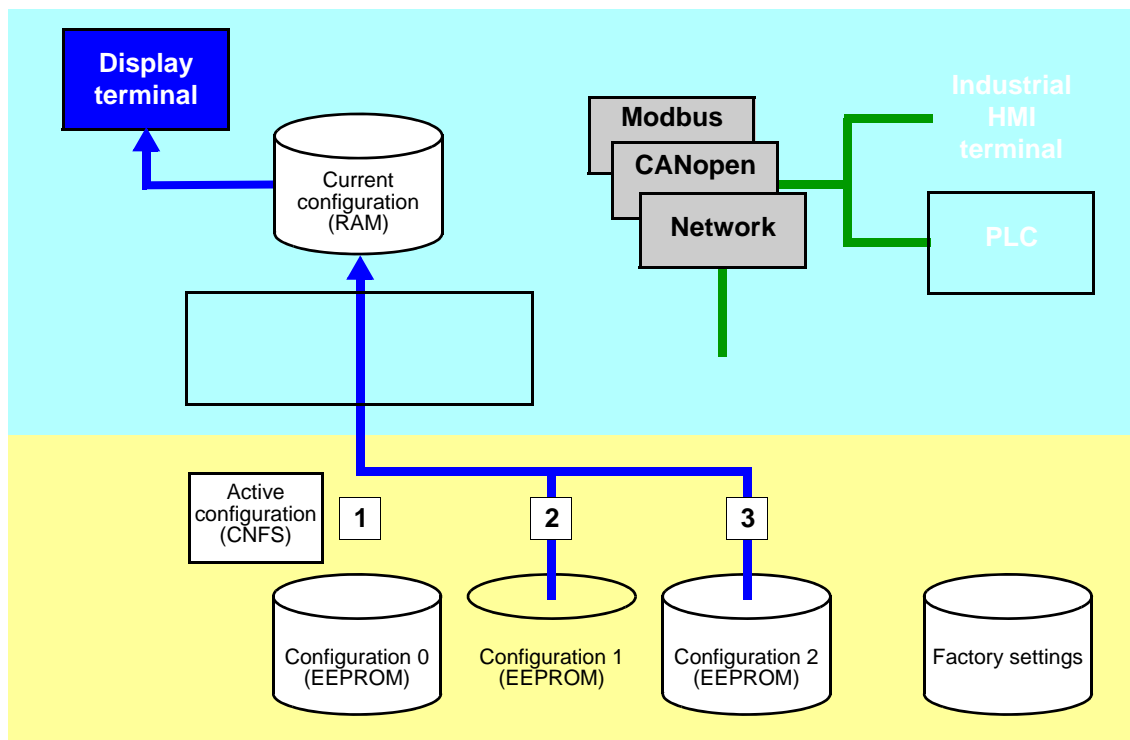 Display
terminal
Modbus
CANopen
Network
Industrial
HMI
terminal
PLC
Current
configuration
(RAM)
Active
configuration
(CNFS)
1
2
3
Configuration 0
(EEPROM)
Configuration 1
(EEPROM)
Configuration 2
(EEPROM)
Factory settings